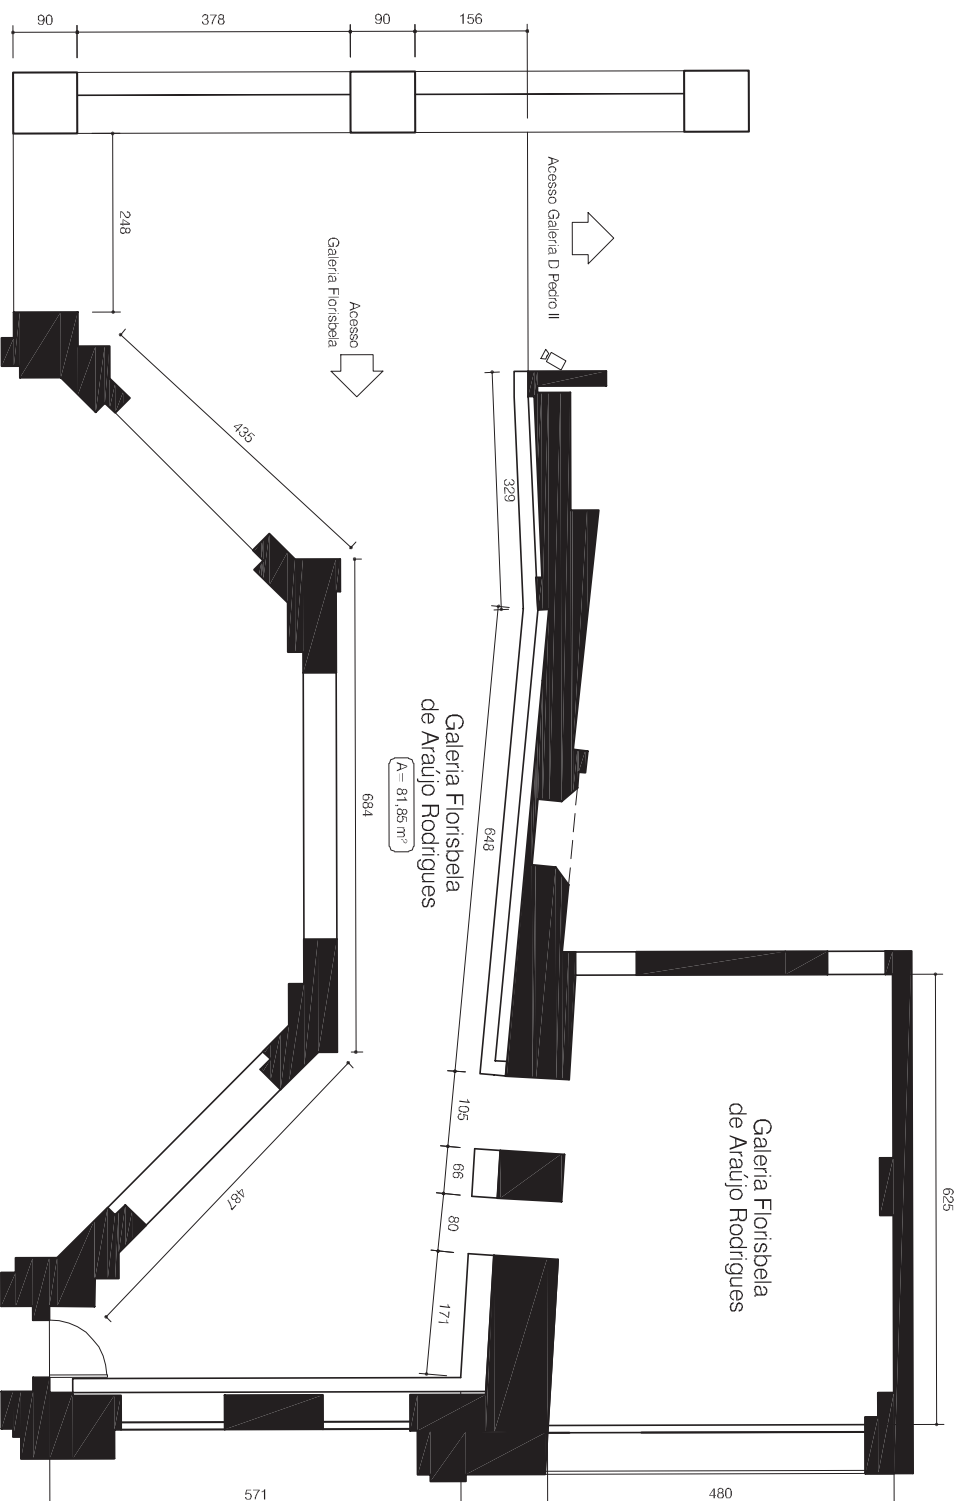 90
378
90
156
248
Acesso Galeria D Pedro II
Acesso
Galeria Florisbela
435
329
684
648
Galeria Florisbela
de Araújo Rodrigues
A= 81,85 m²
105
66
80
171
487
Galeria Florisbela
de Araújo Rodrigues
625
571
480